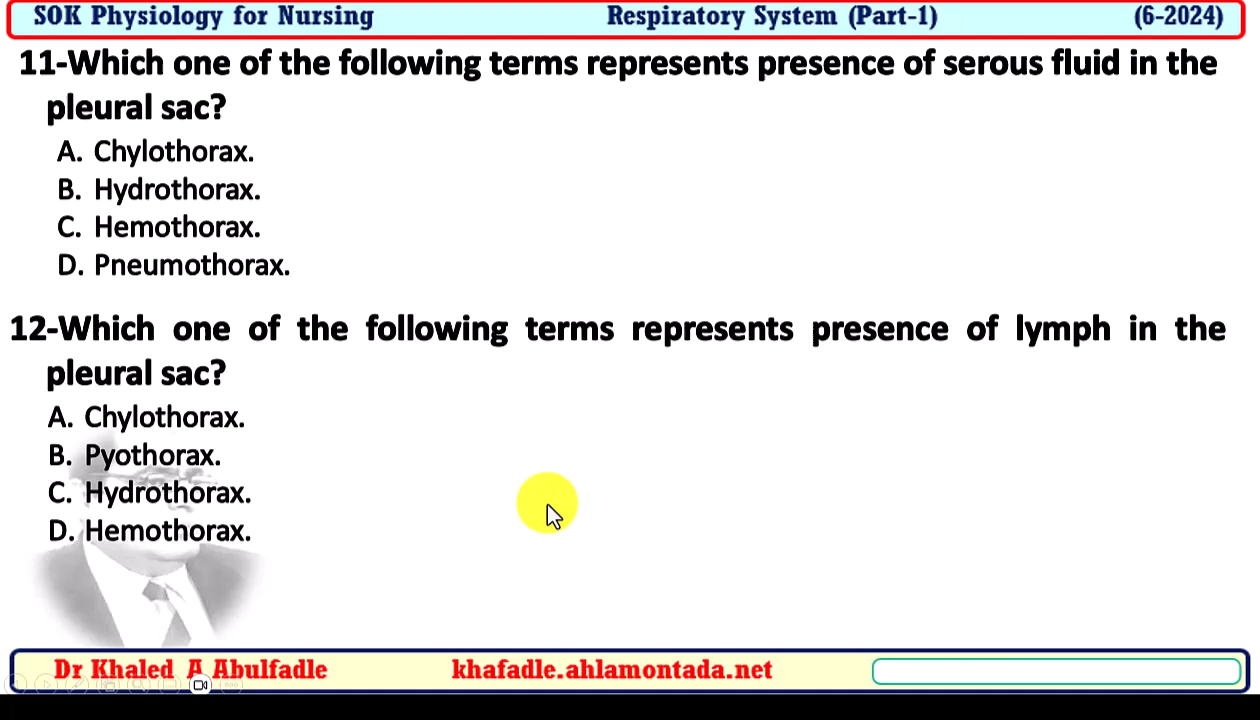 SOK Physiology for Nursing Respiratory System (Part-1) (6-2024)
11-Which one of the following terms represents presence of serous fluid in the
pleural sac?
A. Chylothorax.
B. Hydrothorax.
C. Hemothorax.
D. Pneumothorax.
12-Which one of the following terms represents presence of lymph in the
pleural sac?
A. Chylothorax.
B. Pyothorax.
C. Hydrothorax.
D. Hemothorax.
Dr Khaled A Abulfadle khafadle.ahlamontada.net